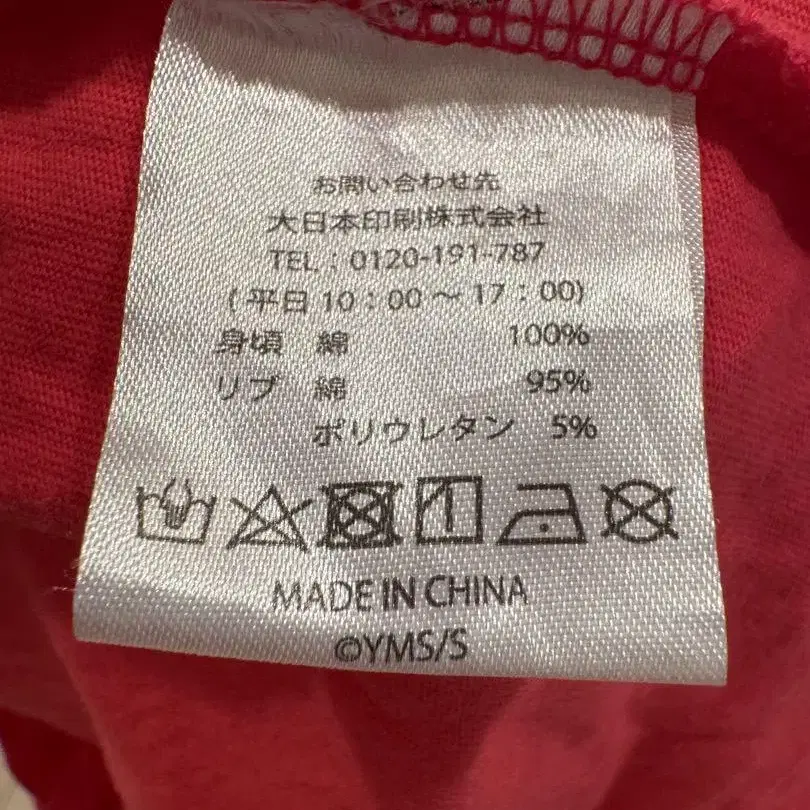 お問い合わせ先
大日本印刷株式会社
TEL：0120-191-787
(平日 10：00～17：00)
身頃 綿 100%
リブ 綿 95%
ポリウレタン 5%
MADE IN CHINA
©YMS/S